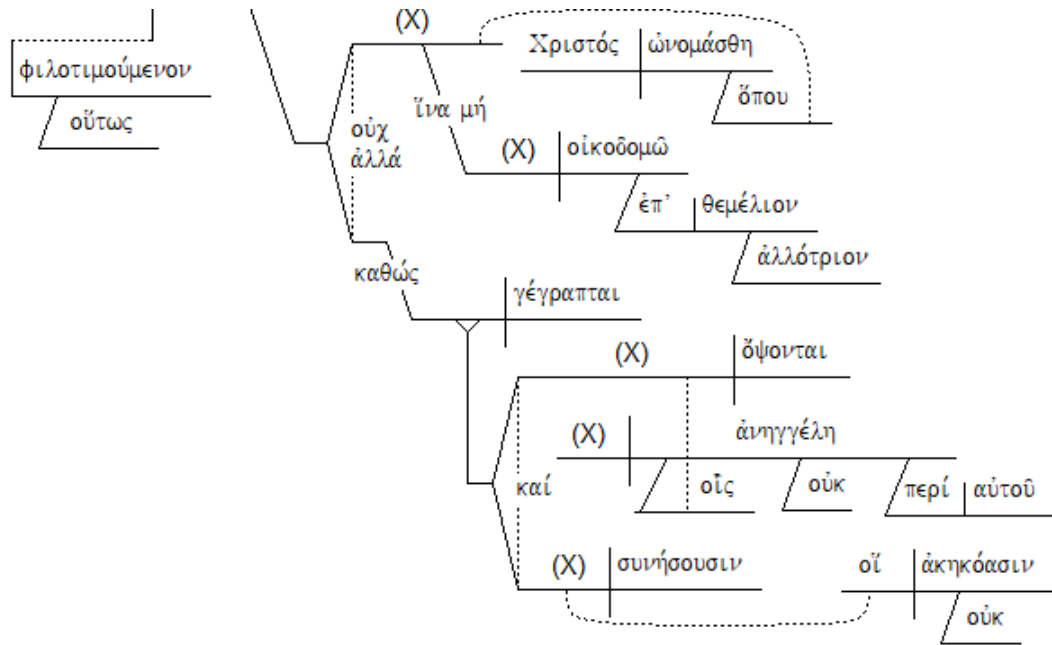 (X)
Χριστός ὠνομάσθη
φιλοτιμούμενον
ὅπου
οὕτως
ἵνα μή
οὐχ
ἀλλά
(X) οἰκοδομῶ
ἐπ' θεμέλιον
ἀλλότριον
καθώς
γέγραπται
(X) ὄψονται
(X) ἀνηγγέλη
καί οἷς οὐκ περί αὐτοῦ
(X) συνήσουσιν οἵ ἀκηκόασιν
οὐκ